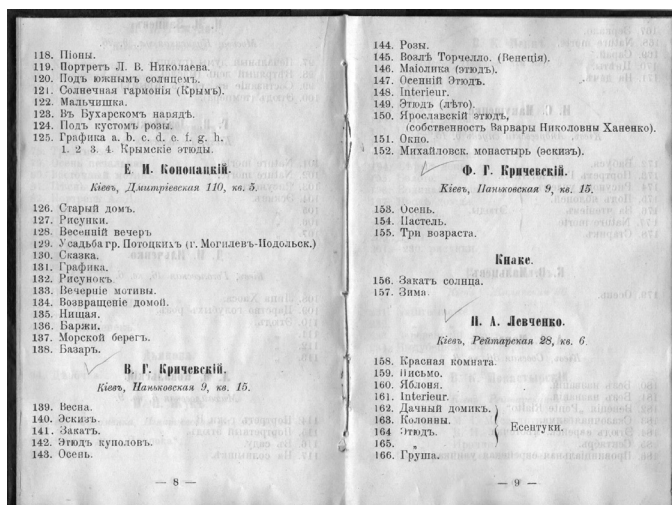 118. Піоны.
119. Портретъ Л. В. Николаева.
120. Подъ южнымъ солнцемъ.
121. Солнечная гармонія (Крымъ).
122. Мальчишка.
123. Въ Бухарскомъ нарядѣ.
124. Подъ кустомъ розы.
125. Графика a. b. c. d. e. f. g. h.
1. 2 3. 4. Крымскіе этюды.
Е. И. Конопацкій.
Кіевъ, Дмитріевская 110, кв. 5.
126. Старый домъ.
127. Рисунки.
128. Весенній вечеръ
129. Усадьба гр. Потоцкихъ (г. Могилев-Подольск.)
130. Сказка.
131. Графика.
132. Рисунокъ.
133. Вечерніе мотивы.
134. Возвращеніе домой.
135. Нищая.
136. Баржи.
137. Морской берегъ.
138. Базаръ.
В. Г. Кричевскій.
Кіевъ, Паньковская 9, кв. 15.
139. Весна.
140. Эскизъ.
141. Закатъ.
142. Этюдъ куполовъ.
143. Осень.
— 8 —
144. Розы.
145. Возлѣ Торчелло. (Венеція).
146. Маіолика (этюдъ).
147. Осенній Этюдъ.
148. Interieur.
149. Этюдъ (лѣто).
150. Ярославскій этюдъ,
(собственность Варвары Николовны Ханенко).
151. Окно.
152. Михайловск. монастырь (эскизъ).
Ф. Г. Кричевскій.
Кіевъ, Паньковская 9, кв. 15.
153. Осень.
154. Пастель.
155. Три возраста.
Кнаке.
156. Закатъ солнца.
157. Зима
П. А. Левченко.
Кіевъ, Рейтарская 28, кв. 6.
158. Красная комната.
159. Письмо.
160. Яблоня.
161. Interieur.
162. Дачный домикъ.
163. Колонны.
164 Этюдъ.
Есентуки.
165. „
166. Груша.
— 9 —